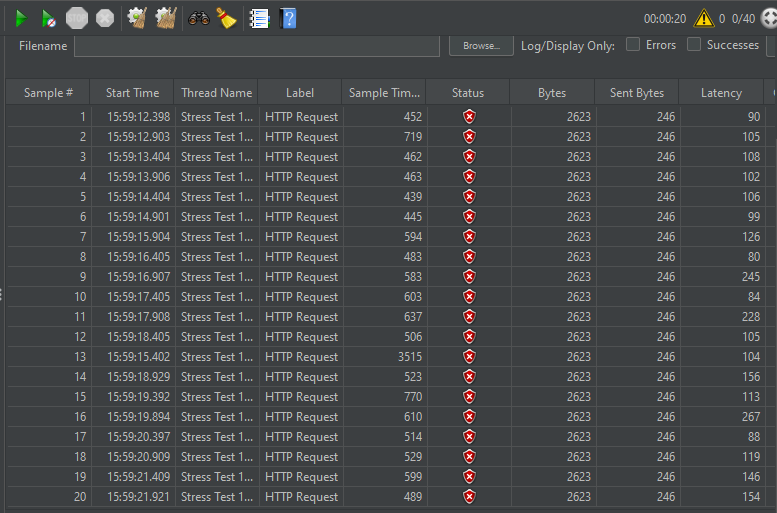 STOP 00:00:20 0 0/40
Filename Browse... Log/Display Only: Errors Successes
Sample # Start Time Thread Name Label Sample Tim... Status Bytes Sent Bytes Latency
1 15:59:12.398 Stress Test 1... HTTP Request 452 2623 246 90
2 15:59:12.903 Stress Test 1... HTTP Request 719 2623 246 105
3 15:59:13.404 Stress Test 1... HTTP Request 462 2623 246 108
4 15:59:13.906 Stress Test 1... HTTP Request 463 2623 246 102
5 15:59:14.404 Stress Test 1... HTTP Request 439 2623 246 106
6 15:59:14.901 Stress Test 1... HTTP Request 445 2623 246 99
7 15:59:15.904 Stress Test 1... HTTP Request 594 2623 246 126
8 15:59:16.405 Stress Test 1... HTTP Request 483 2623 246 80
9 15:59:16.907 Stress Test 1... HTTP Request 583 2623 246 245
10 15:59:17.405 Stress Test 1... HTTP Request 603 2623 246 84
11 15:59:17.908 Stress Test 1... HTTP Request 637 2623 246 228
12 15:59:18.405 Stress Test 1... HTTP Request 506 2623 246 105
13 15:59:15.402 Stress Test 1... HTTP Request 3515 2623 246 104
14 15:59:18.929 Stress Test 1... HTTP Request 523 2623 246 156
15 15:59:19.392 Stress Test 1... HTTP Request 770 2623 246 113
16 15:59:19.894 Stress Test 1... HTTP Request 610 2623 246 267
17 15:59:20.397 Stress Test 1... HTTP Request 514 2623 246 88
18 15:59:20.909 Stress Test 1... HTTP Request 529 2623 246 119
19 15:59:21.409 Stress Test 1... HTTP Request 599 2623 246 146
20 15:59:21.921 Stress Test 1... HTTP Request 489 2623 246 154